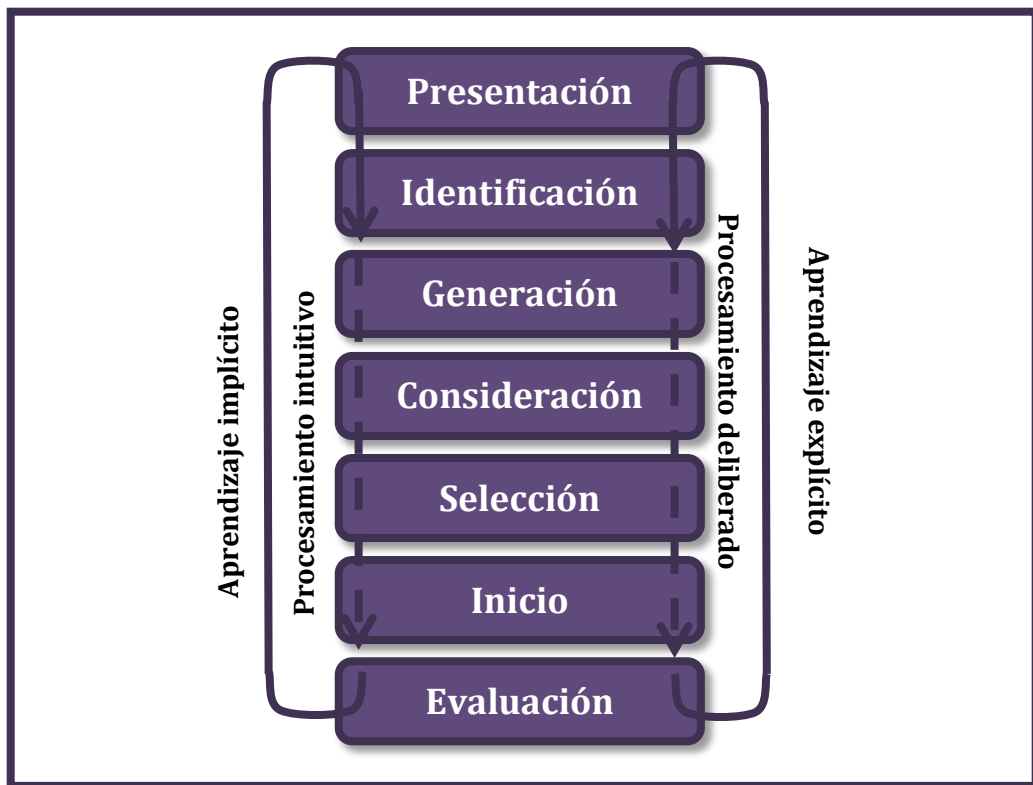 Presentación
Identificación
Generación
Consideración
Selección
Inicio
Evaluación
Aprendizaje implícito
Procesamiento intuitivo
Procesamiento deliberado
Aprendizaje explícito